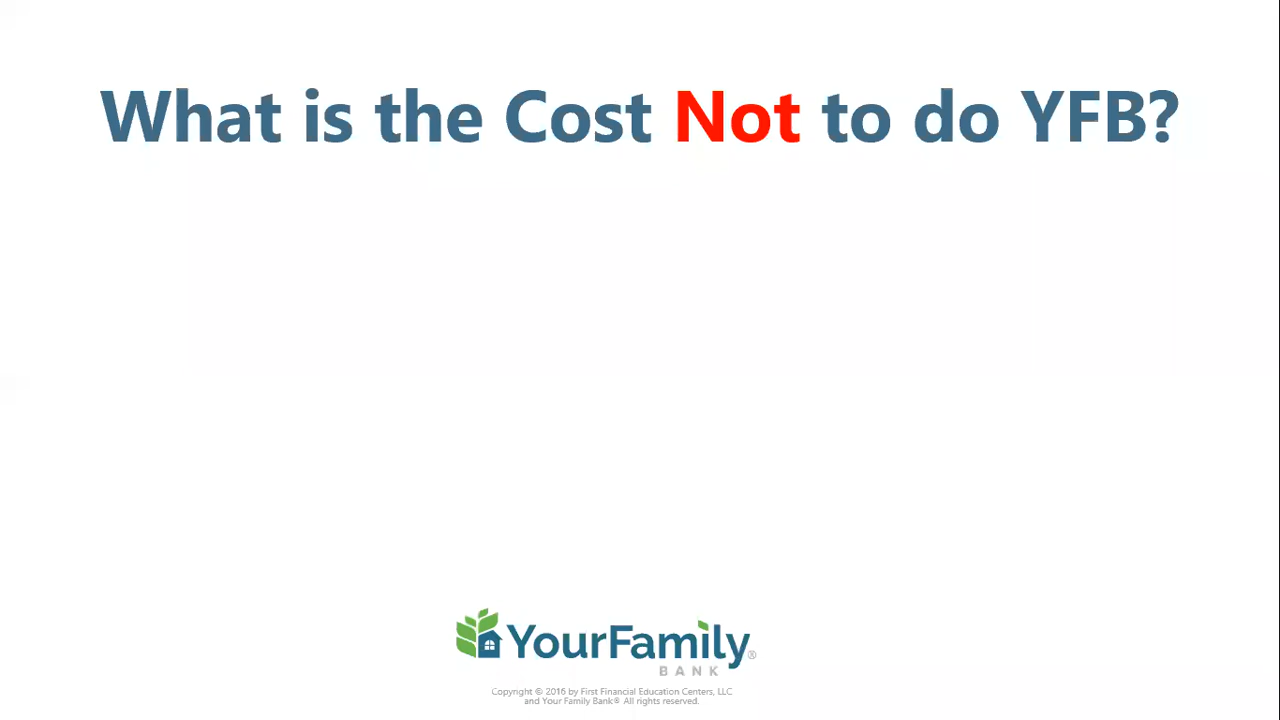 What is the Cost Not to do YFB?
YourFamily®
BANK
Copyright © 2016 by First Financial Education Centers, LLC
and Your Family Bank® All rights reserved.